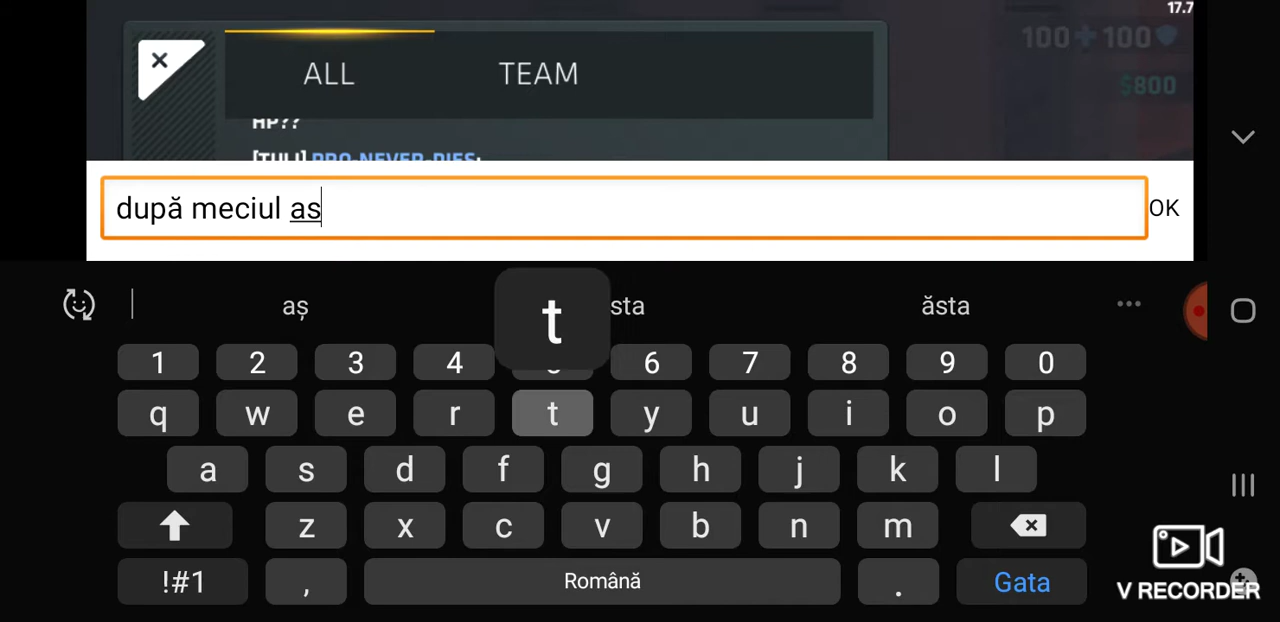 17.7
100 100
ALL TEAM
$800
HP??
[TULI] PRO-NEVER-DIES:
după meciul as
OK
aș sta ăsta
t
1 2 3 4 6 7 8 9 0
q w e r t y u i o p
a s d f g h j k l
z x c v b n m
!#1 , Română . Gata
V RECORDER